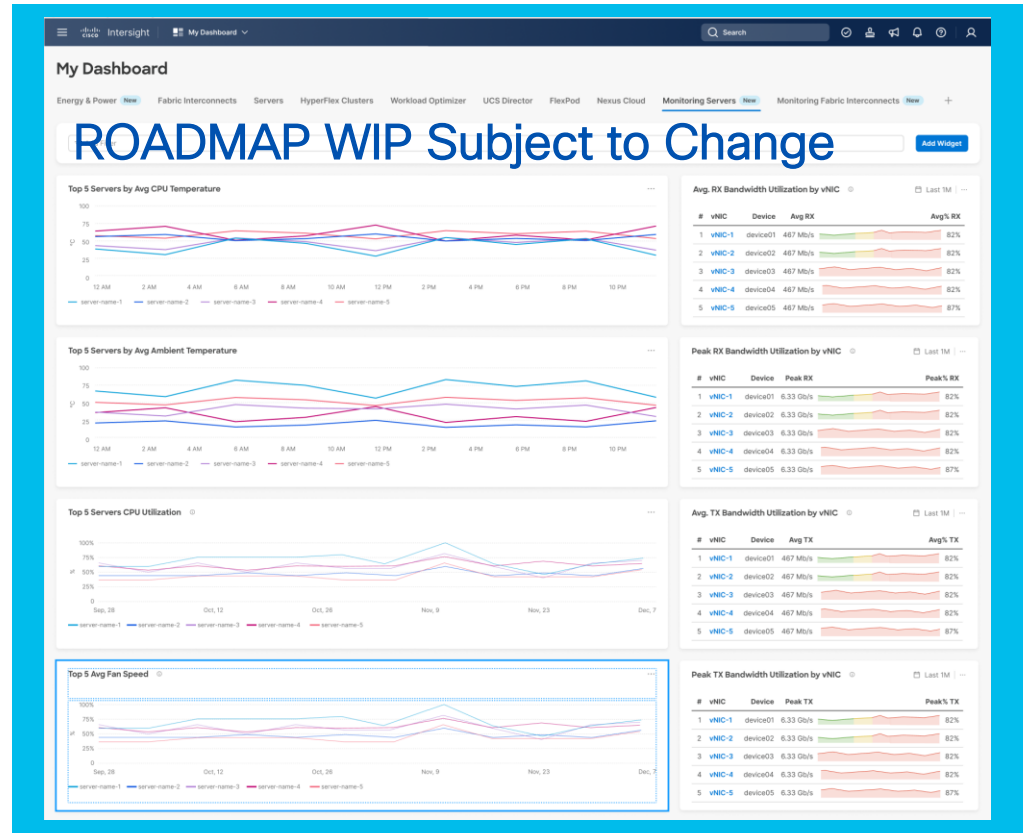 CISCO Intersight My Dashboard Search
My Dashboard
Energy & Power New Fabric Interconnects Servers HyperFlex Clusters Workload Optimizer UCS Director FlexPod Nexus Cloud Monitoring Servers New Monitoring Fabric Interconnects New
ROADMAP WIP Subject to Change
Add Widget
Top 5 Servers by Avg CPU Temperature
100
75
50
25
0
°C
12 AM 2 AM 4 AM 6 AM 8 AM 10 AM 12 PM 2 PM 4 PM 6 PM 8 PM 10 PM
server-name-1 server-name-2 server-name-3 server-name-4 server-name-5
Avg. RX Bandwidth Utilization by vNIC Last 1M
# vNIC Device Avg RX Avg% RX
1 vNIC-1 device01 467 Mb/s 82%
2 vNIC-2 device02 467 Mb/s 82%
3 vNIC-3 device03 467 Mb/s 82%
4 vNIC-4 device04 467 Mb/s 82%
5 vNIC-5 device05 467 Mb/s 87%
Top 5 Servers by Avg Ambient Temperature
100
75
50
25
0
°C
12 AM 2 AM 4 AM 6 AM 8 AM 10 AM 12 PM 2 PM 4 PM 6 PM 8 PM 10 PM
server-name-1 server-name-2 server-name-3 server-name-4 server-name-5
Peak RX Bandwidth Utilization by vNIC Last 1M
# vNIC Device Peak RX Peak% RX
1 vNIC-1 device01 6.33 Gb/s 82%
2 vNIC-2 device02 6.33 Gb/s 82%
3 vNIC-3 device03 6.33 Gb/s 82%
4 vNIC-4 device04 6.33 Gb/s 82%
5 vNIC-5 device05 6.33 Gb/s 87%
Top 5 Servers CPU Utilization
100%
75%
50%
25%
0
%
Sep, 28 Oct, 12 Oct, 26 Nov, 9 Nov, 23 Dec, 7
server-name-1 server-name-2 server-name-3 server-name-4 server-name-5
Avg. TX Bandwidth Utilization by vNIC Last 1M
# vNIC Device Avg TX Avg% TX
1 vNIC-1 device01 467 Mb/s 82%
2 vNIC-2 device02 467 Mb/s 82%
3 vNIC-3 device03 467 Mb/s 82%
4 vNIC-4 device04 467 Mb/s 82%
5 vNIC-5 device05 467 Mb/s 87%
Top 5 Avg Fan Speed
100%
75%
50%
25%
0
%
Sep, 28 Oct, 12 Oct, 26 Nov, 9 Nov, 23 Dec, 7
server-name-1 server-name-2 server-name-3 server-name-4 server-name-5
Peak TX Bandwidth Utilization by vNIC Last 1M
# vNIC Device Peak TX Peak% TX
1 vNIC-1 device01 6.33 Gb/s 82%
2 vNIC-2 device02 6.33 Gb/s 82%
3 vNIC-3 device03 6.33 Gb/s 82%
4 vNIC-4 device04 6.33 Gb/s 82%
5 vNIC-5 device05 6.33 Gb/s 87%